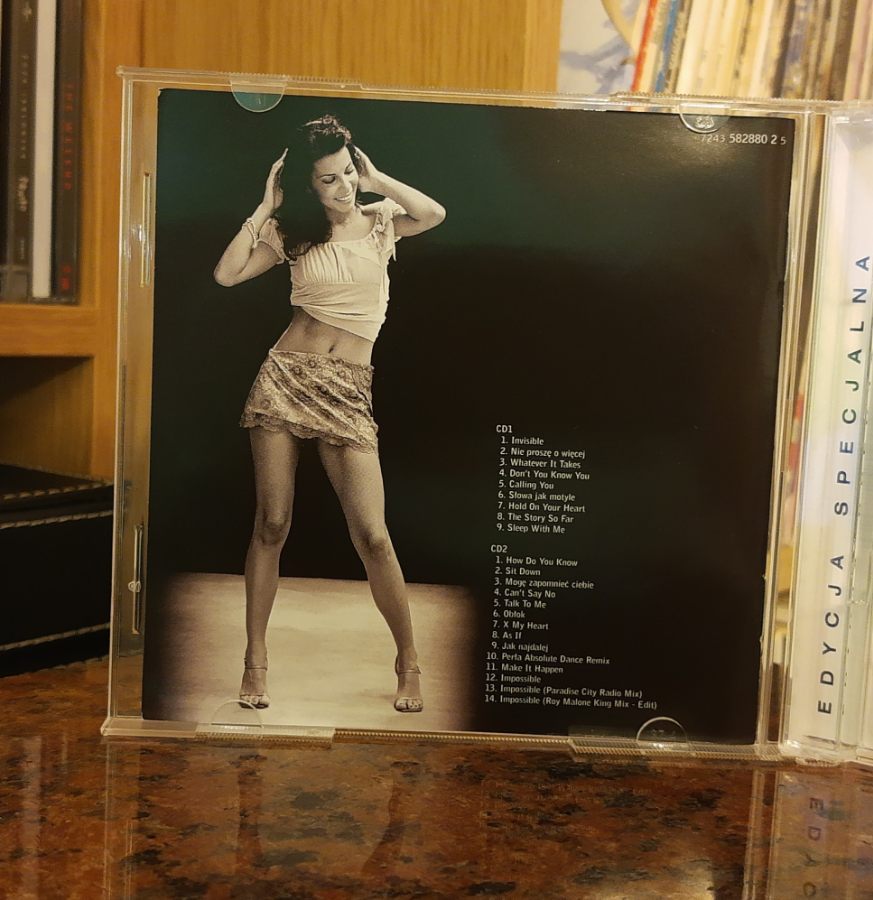 7243 582880 2 5
CD1
1. Invisible
2. Nie proszę o więcej
3. Whatever It Takes
4. Don't You Know You
5. Calling You
6. Słowa jak motyle
7. Hold On Your Heart
8. The Story So Far
9. Sleep With Me
CD2
1. How Do You Know
2. Sit Down
3. Mogę zapomnieć ciebie
4. Can't Say No
5. Talk To Me
6. Obłok
7. X My Heart
8. As If
9. Jak najdalej
10. Perła Absolute Dance Remix
11. Make It Happen
12. Impossible
13. Impossible (Paradise City Radio Mix)
14. Impossible (Roy Malone King Mix - Edit)
EDYCJA SPECJALNA